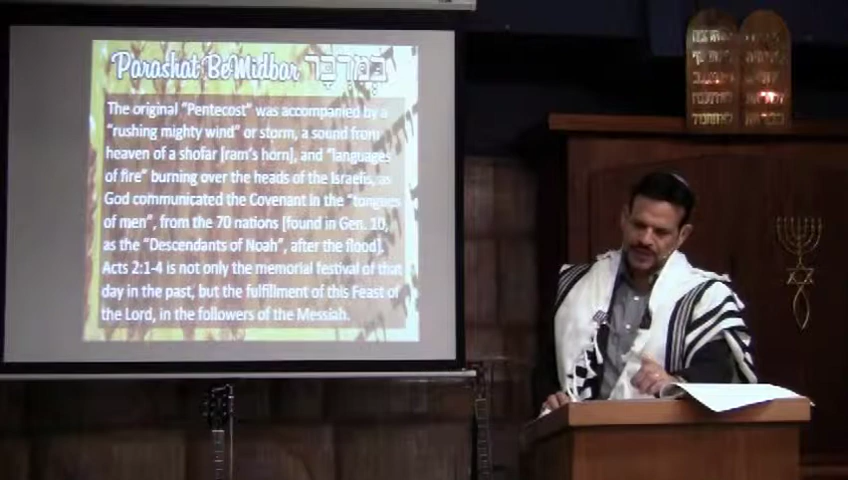 Parashat BeMidbar בְּמִדְבָּר
The original "Pentecost" was accompanied by a
"rushing mighty wind" or storm, a sound from
heaven of a shofar [ram's horn], and "languages
of fire" burning over the heads of the Israelis, as
God communicated the Covenant in the "tongues
of men", from the 70 nations [found in Gen. 10,
as the "Descendants of Noah", after the flood].
Acts 2:1-4 is not only the memorial festival of that
day in the past, but the fulfillment of this Feast of
the Lord, in the followers of the Messiah.